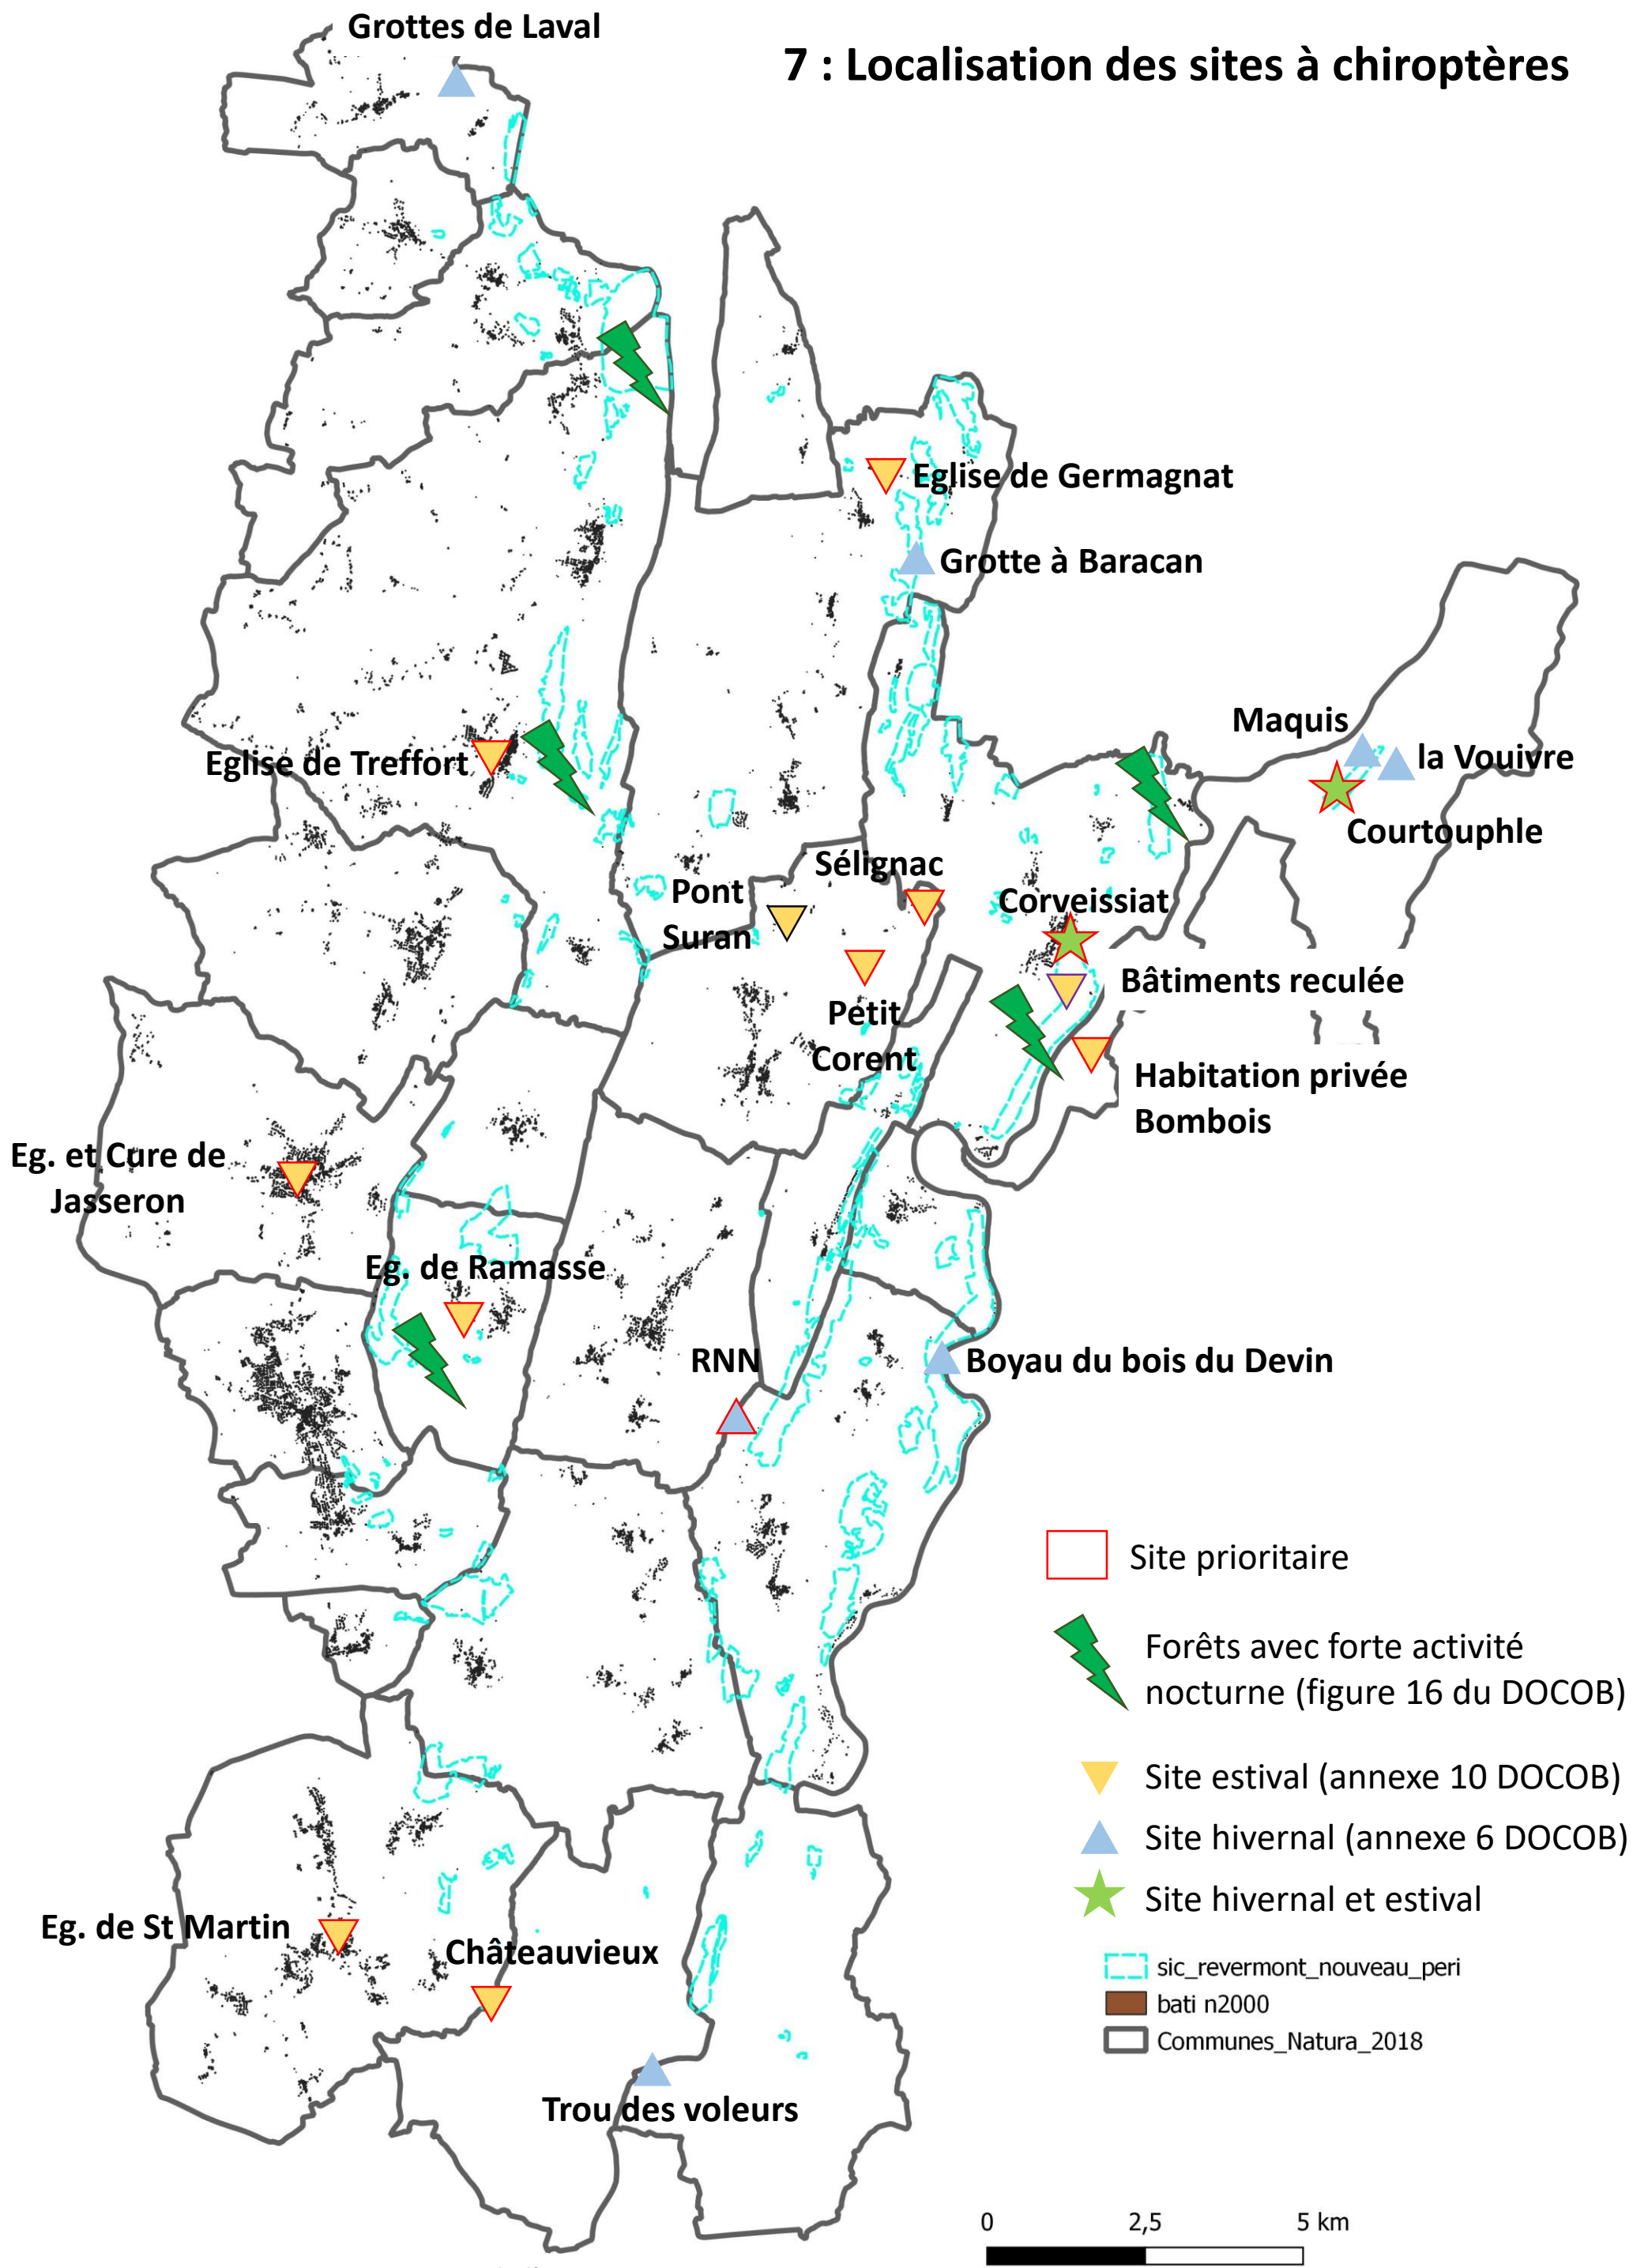 Grottes de Laval
7 : Localisation des sites à chiroptères
Eglise de Germagnat
Grotte à Baracan
Maquis
la Vouivre
Courtouphle
Eglise de Treffort
Sélignac
Pont
Suran
Corveissiat
Bâtiments reculée
Petit
Corent
Habitation privée
Bombois
Eg. et Cure de
Jasseron
Eg. de Ramasse
RNN
Boyau du bois du Devin
Site prioritaire
Forêts avec forte activité
nocturne (figure 16 du DOCOB)
Site estival (annexe 10 DOCOB)
Site hivernal (annexe 6 DOCOB)
Site hivernal et estival
Eg. de St Martin
Châteauvieux
sic_revermont_nouveau_peri
bati n2000
Communes_Natura_2018
Trou des voleurs
0 2,5 5 km